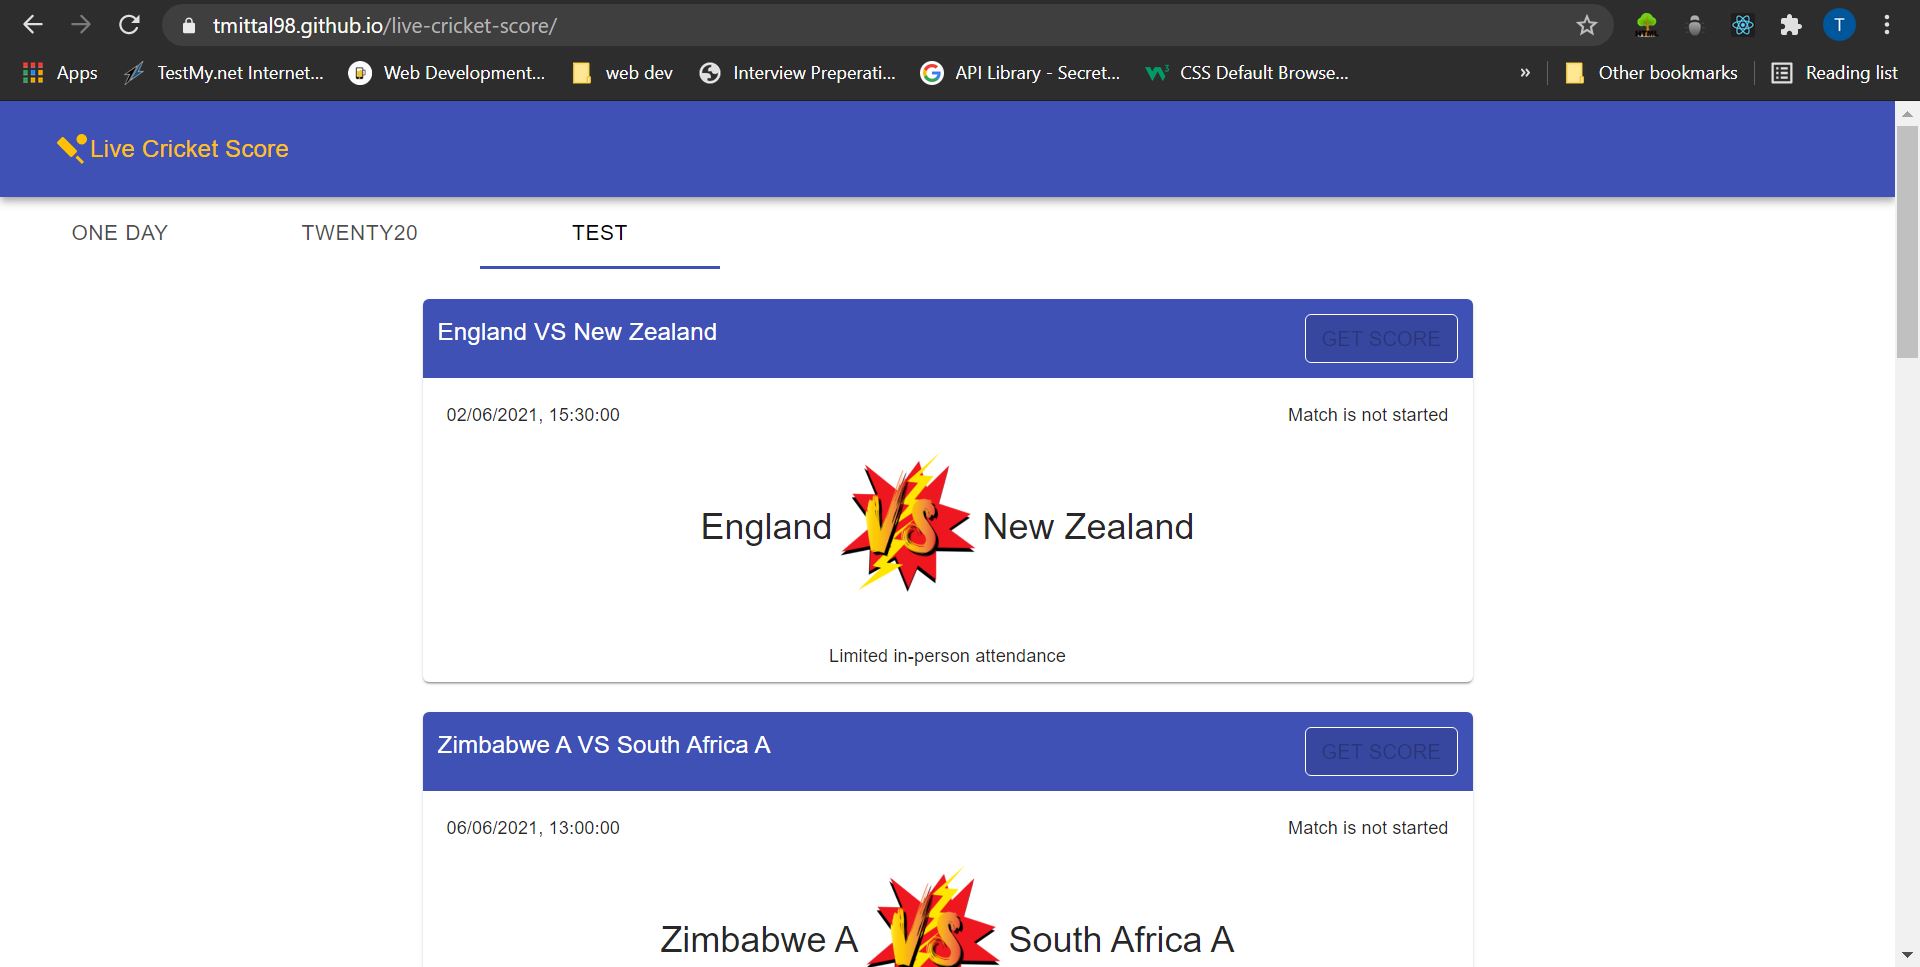 tmittal98.github.io/live-cricket-score/
T
Apps TestMy.net Internet... Web Development... web dev Interview Preperati... API Library - Secret... CSS Default Browse... » Other bookmarks Reading list
Live Cricket Score
ONE DAY TWENTY20 TEST
England VS New Zealand GET SCORE
02/06/2021, 15:30:00 Match is not started
England VS New Zealand
Limited in-person attendance
Zimbabwe A VS South Africa A GET SCORE
06/06/2021, 13:00:00 Match is not started
Zimbabwe A VS South Africa A